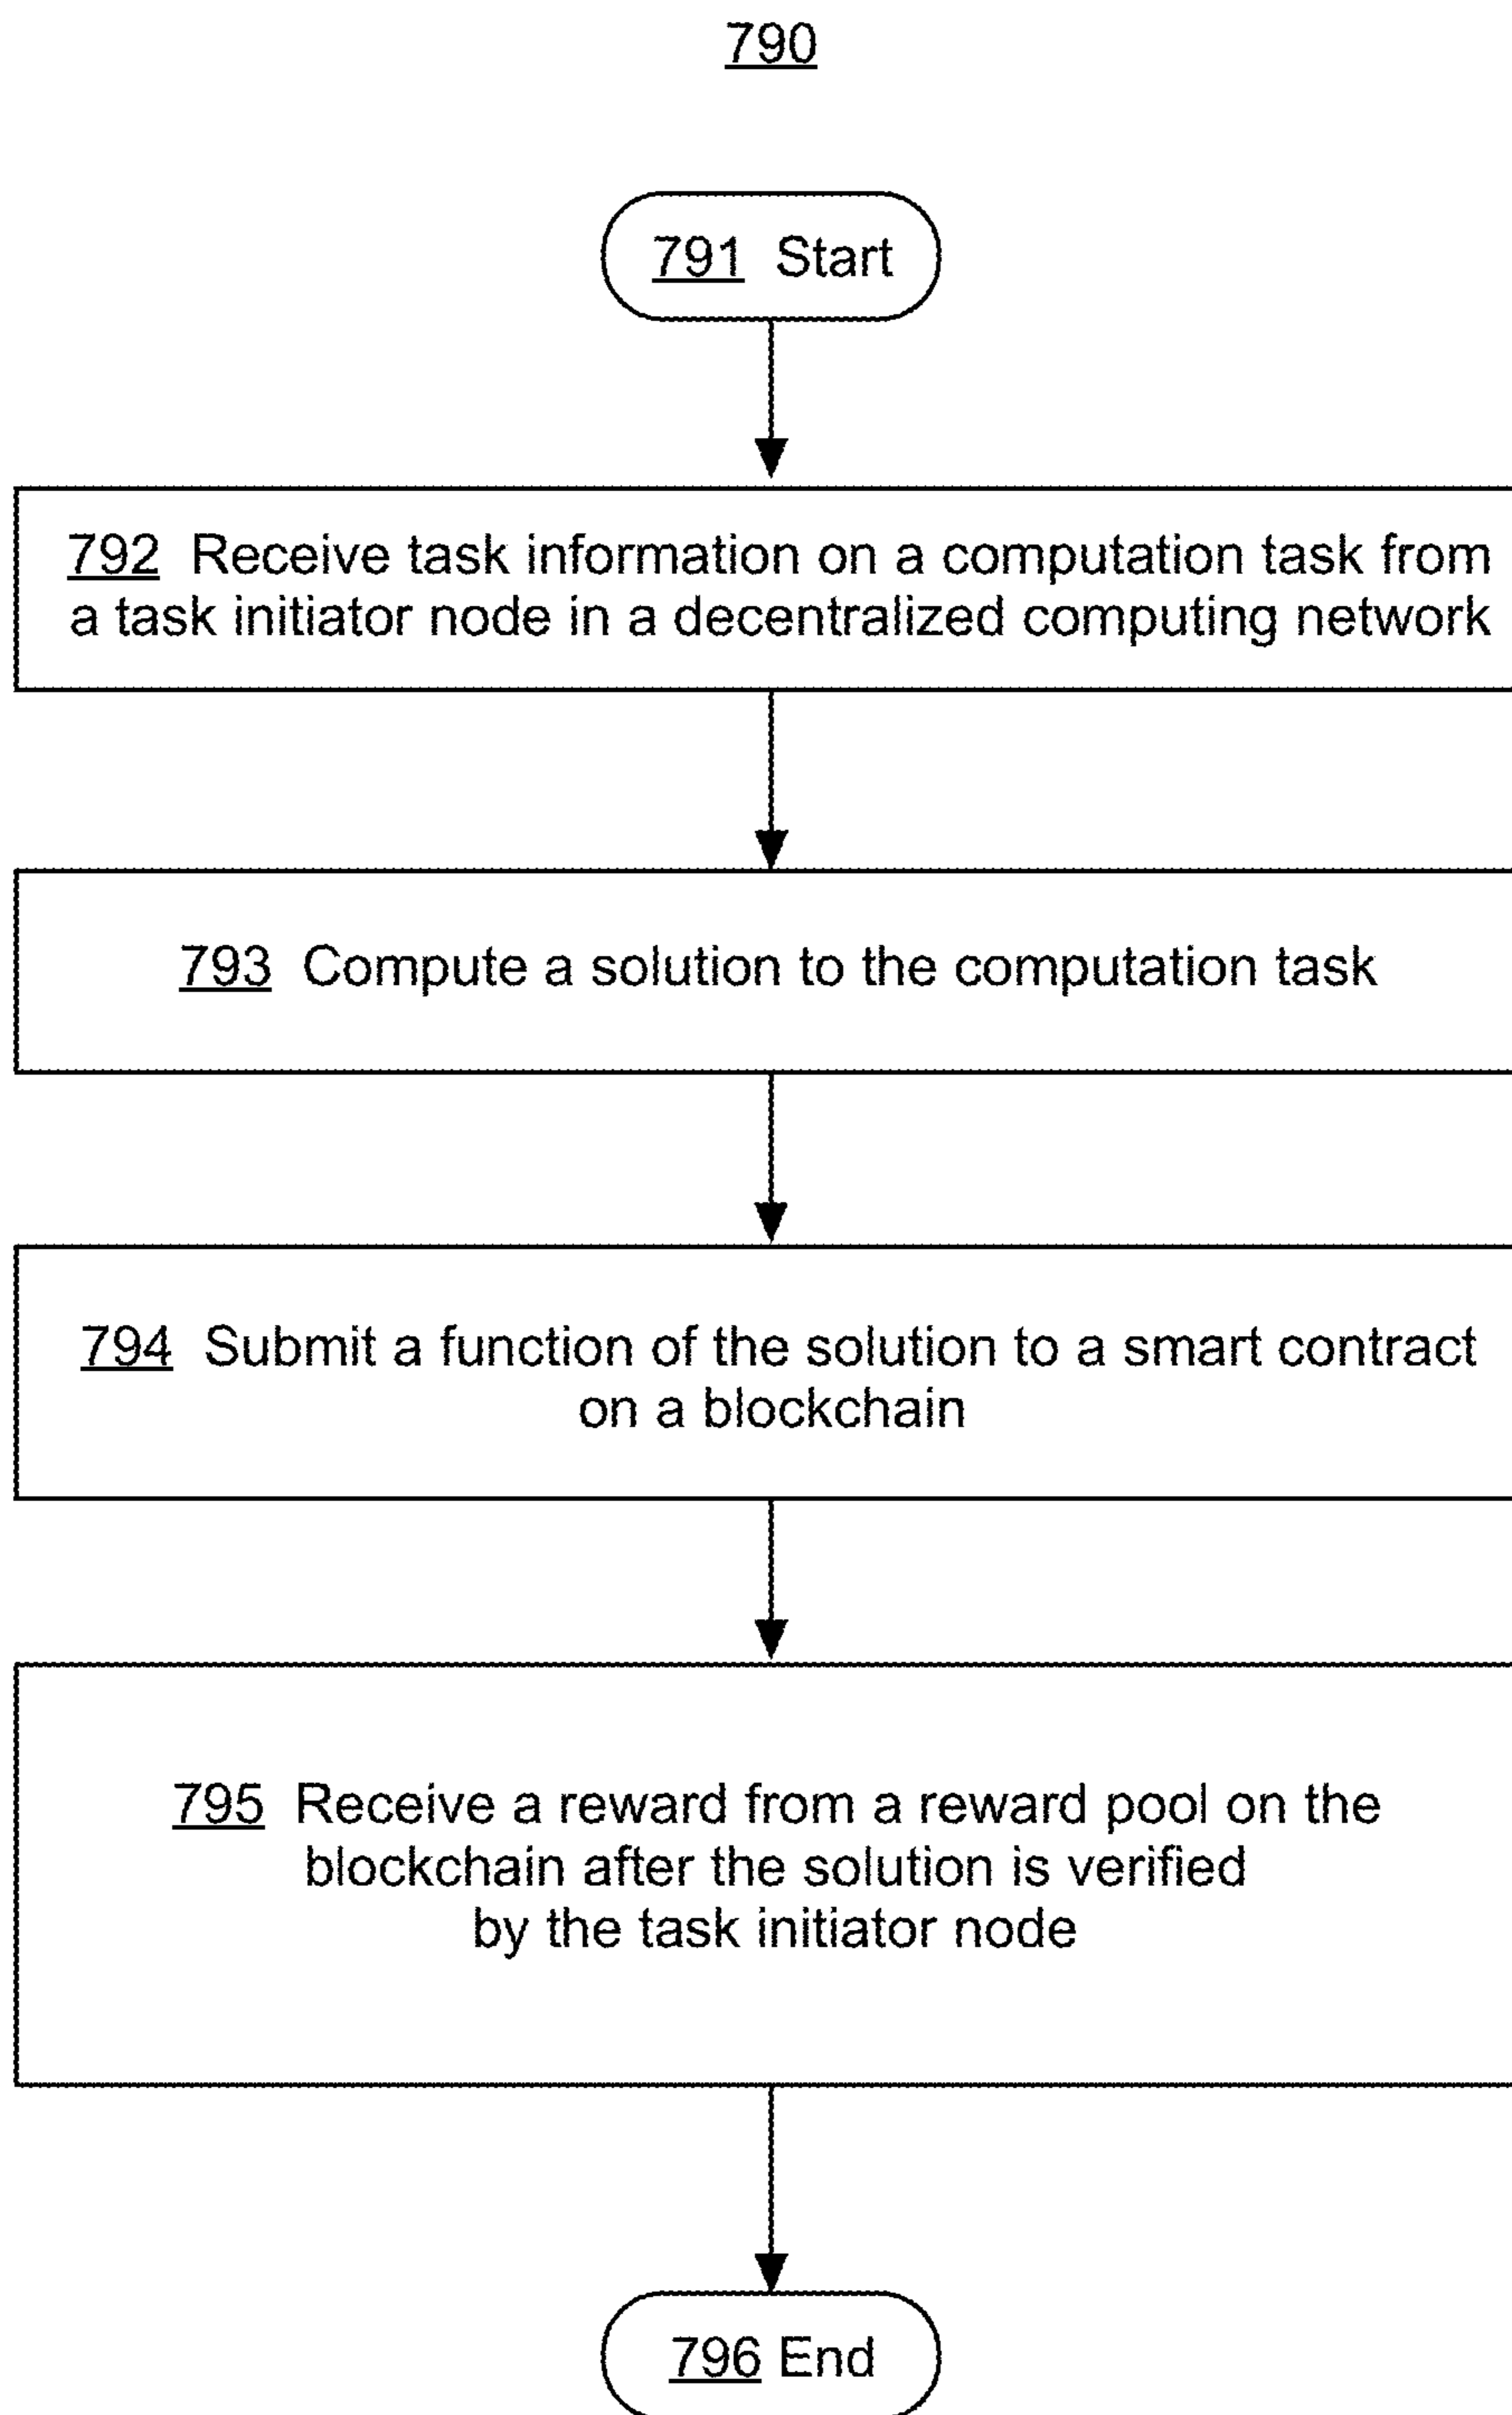 790
791 Start
792 Receive task information on a computation task from
a task initiator node in a decentralized computing network
793 Compute a solution to the computation task
794 Submit a function of the solution to a smart contract
on a blockchain
795 Receive a reward from a reward pool on the
blockchain after the solution is verified
by the task initiator node
796 End